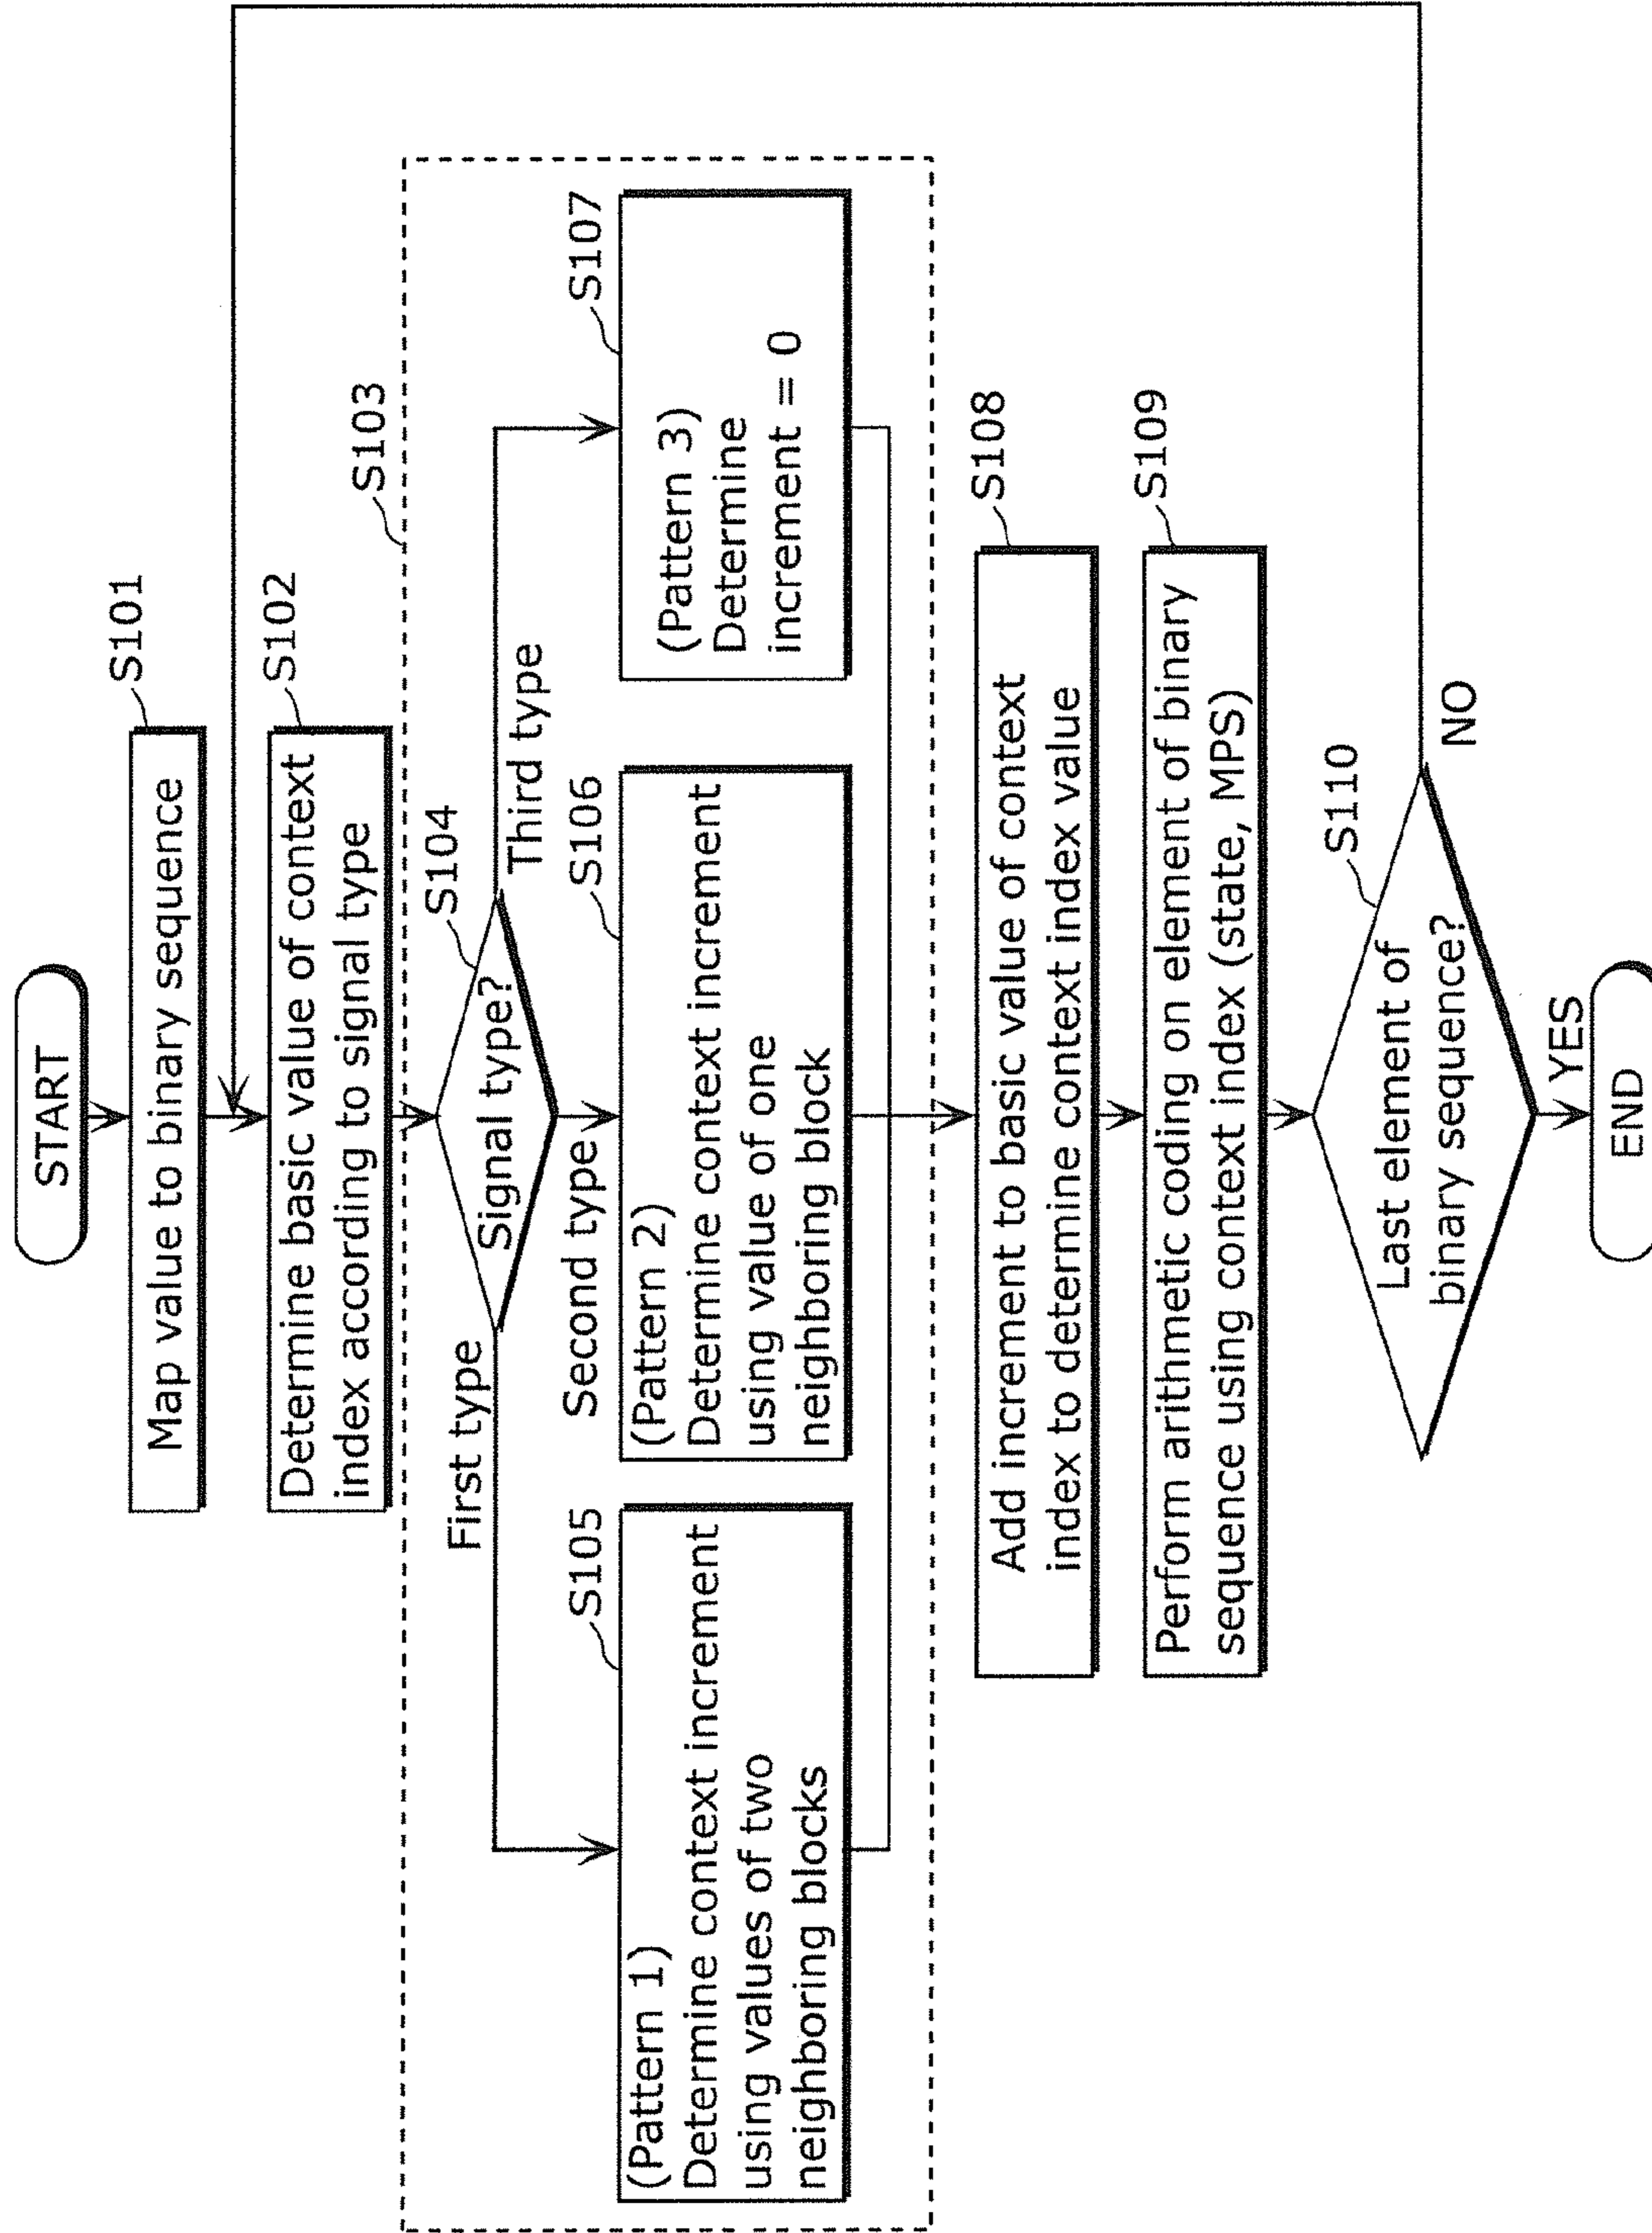 START
S101
Map value to binary sequence
S102
Determine basic value of context
index according to signal type
S103
S104
Signal type?
First type
Second type
Third type
S105
(Pattern 1)
Determine context increment
using values of two
neighboring blocks
S106
(Pattern 2)
Determine context increment
using value of one
neighboring block
S107
(Pattern 3)
Determine
increment = 0
S108
Add increment to basic value of context
index to determine context index value
S109
Perform arithmetic coding on element of binary
sequence using context index (state, MPS)
S110
Last element of
binary sequence?
NO
YES
END